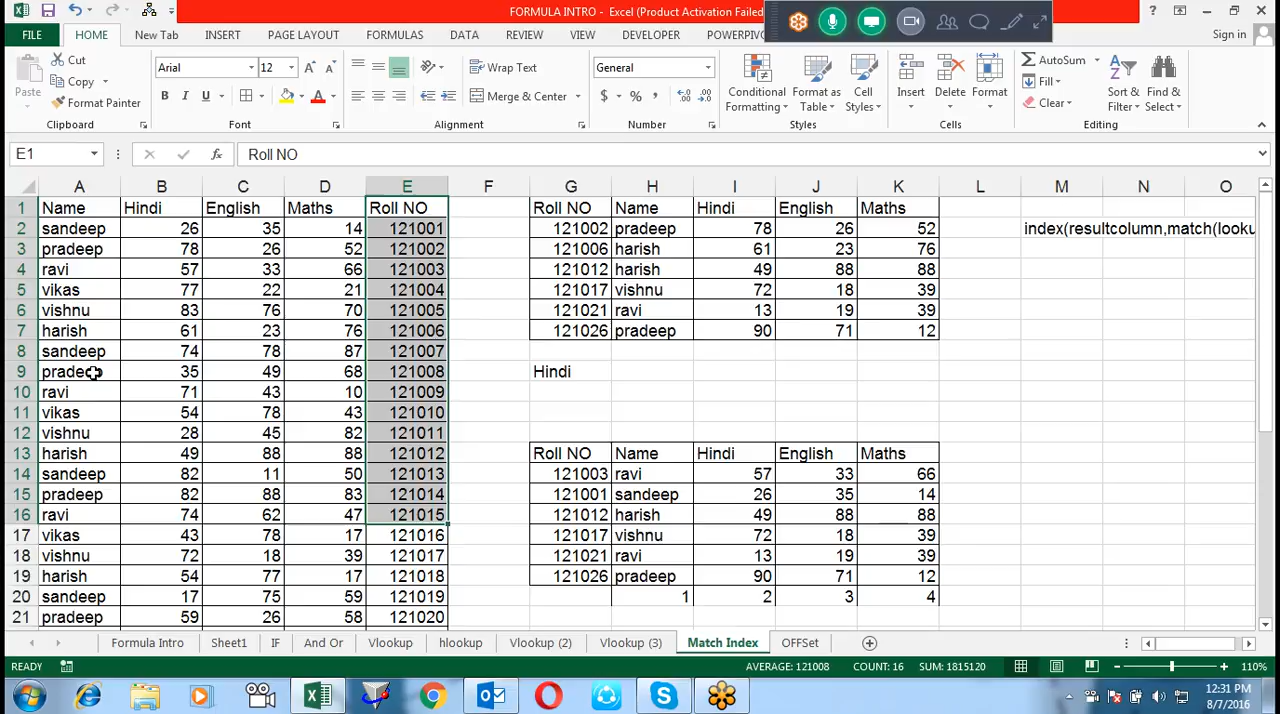 FORMULA INTRO - Excel (Product Activation Failed
FILE HOME New Tab INSERT PAGE LAYOUT FORMULAS DATA REVIEW VIEW DEVELOPER POWERPIV Sign in
Paste Cut Copy Format Painter Clipboard
Arial 12 B I U Font
Wrap Text Merge & Center Alignment
General $ % , Number
Conditional Formatting Format as Table Cell Styles Styles
Insert Delete Format Cells
AutoSum Fill Clear Sort & Filter Find & Select Editing
E1 fx Roll NO
A B C D E F G H I J K L M N O
1 Name Hindi English Maths Roll NO Roll NO Name Hindi English Maths
2 sandeep 26 35 14 121001 121002 pradeep 78 26 52 index(resultcolumn,match(looku
3 pradeep 78 26 52 121002 121006 harish 61 23 76
4 ravi 57 33 66 121003 121012 harish 49 88 88
5 vikas 77 22 21 121004 121017 vishnu 72 18 39
6 vishnu 83 76 70 121005 121021 ravi 13 19 39
7 harish 61 23 76 121006 121026 pradeep 90 71 12
8 sandeep 74 78 87 121007
9 pradeep 35 49 68 121008 Hindi
10 ravi 71 43 10 121009
11 vikas 54 78 43 121010
12 vishnu 28 45 82 121011
13 harish 49 88 88 121012 Roll NO Name Hindi English Maths
14 sandeep 82 11 50 121013 121003 ravi 57 33 66
15 pradeep 82 88 83 121014 121001 sandeep 26 35 14
16 ravi 74 62 47 121015 121012 harish 49 88 88
17 vikas 43 78 17 121016 121017 vishnu 72 18 39
18 vishnu 72 18 39 121017 121021 ravi 13 19 39
19 harish 54 77 17 121018 121026 pradeep 90 71 12
20 sandeep 17 75 59 121019 1 2 3 4
21 pradeep 59 26 58 121020
Formula Intro Sheet1 IF And Or Vlookup hlookup Vlookup (2) Vlookup (3) Match Index OFFSet
READY AVERAGE: 121008 COUNT: 16 SUM: 1815120 110%
12:31 PM
8/7/2016